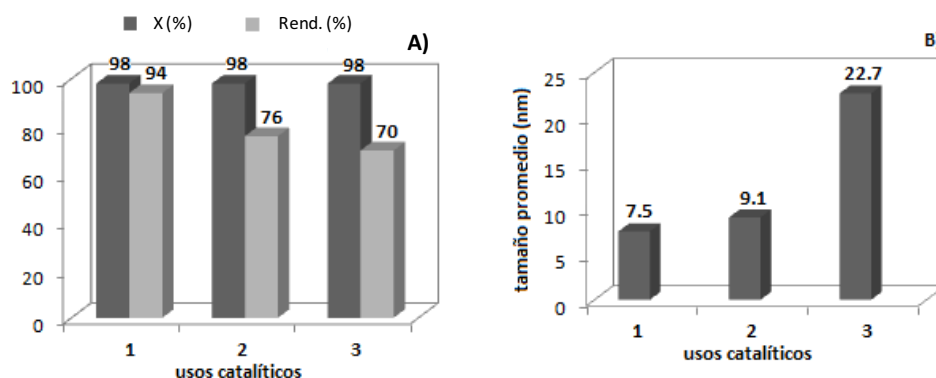 X (%) Rend. (%)
A)
98 94 98 76 98 70
100
80
60
40
20
0
1 2 3
usos catalíticos
B
tamaño promedio (nm)
25
20
15
10
5
0
7.5 9.1 22.7
1 2 3
usos catalíticos